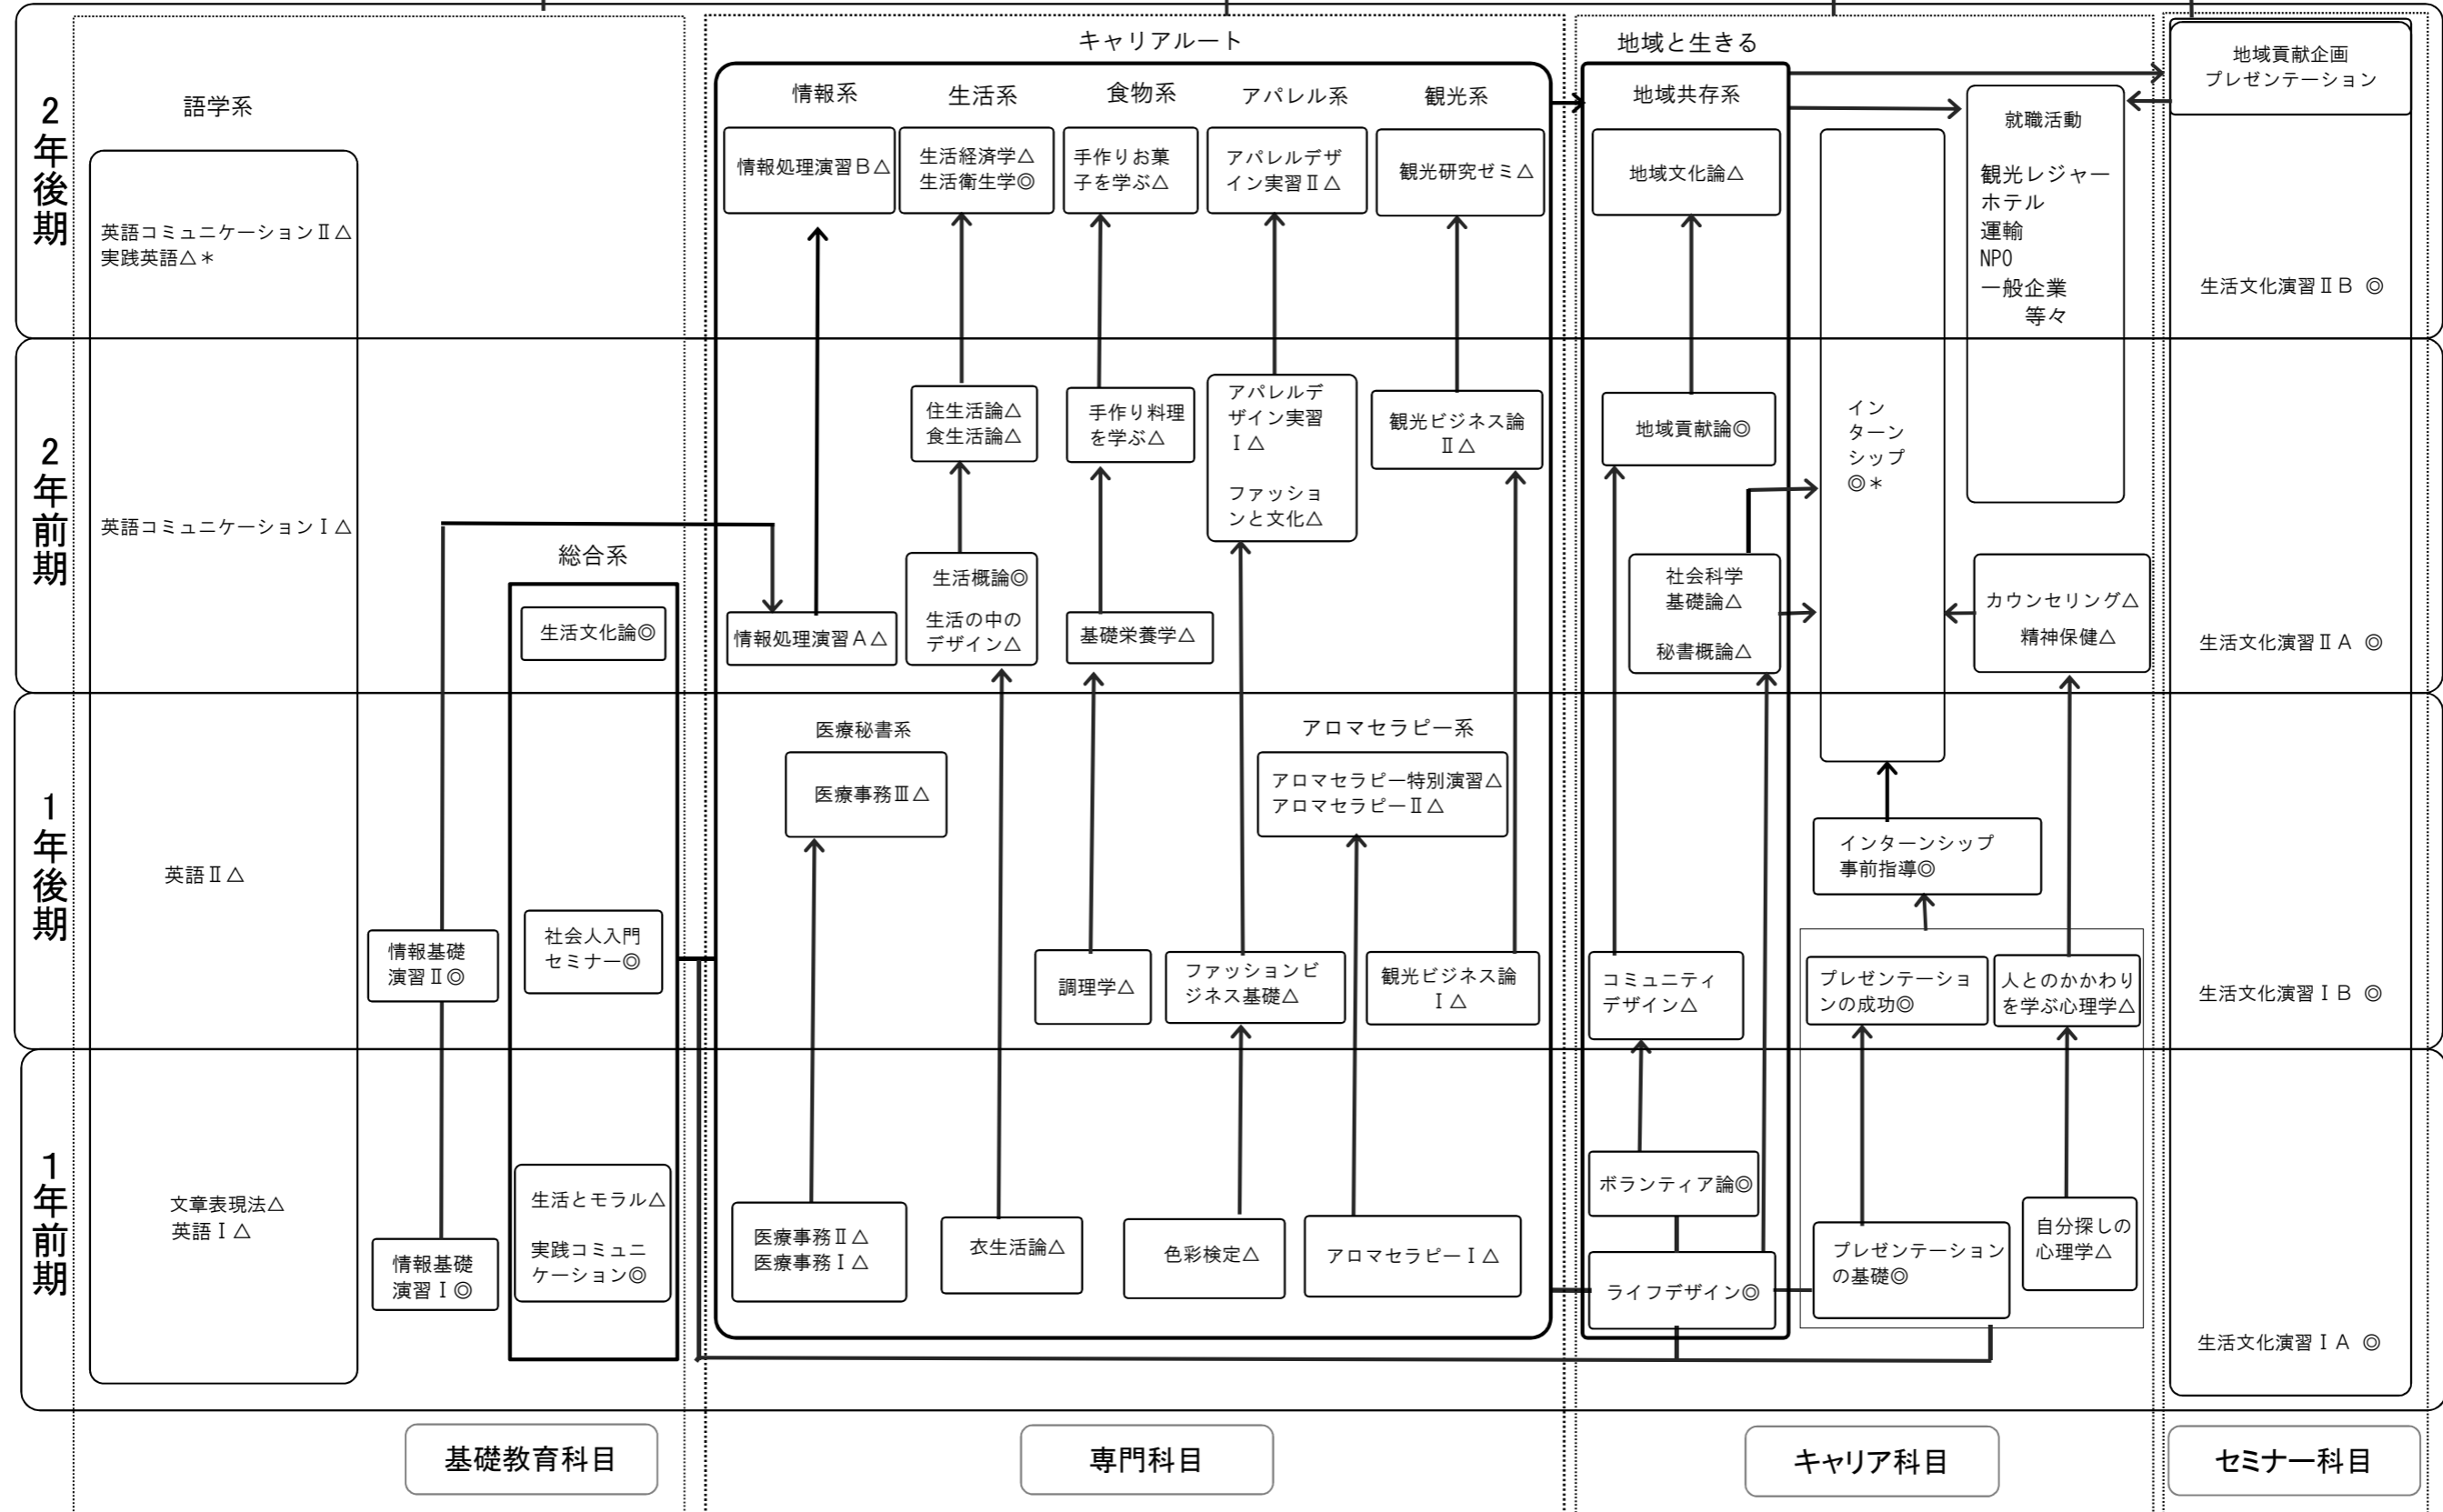 キャリアルート
地域と生きる
地域貢献企画
プレゼンテーション
2年後期
語学系
情報系
生活系
食物系
アパレル系
観光系
地域共存系
就職活動
観光レジャー
ホテル
運輸
NPO
一般企業
等々
情報処理演習B△
生活経済学△
生活衛生学◎
手作りお菓
子を学ぶ△
アパレルデザ
イン実習Ⅱ△
観光研究ゼミ△
地域文化論△
英語コミュニケーションⅡ△
実践英語△＊
生活文化演習ⅡB ◎
2年前期
英語コミュニケーションⅠ△
総合系
生活文化論◎
住生活論△
食生活論△
手作り料理
を学ぶ△
アパレルデ
ザイン実習
Ⅰ△
ファッショ
ンと文化△
観光ビジネス論
Ⅱ△
地域貢献論◎
イン
ターン
シップ
◎＊
情報処理演習A△
生活概論◎
生活の中の
デザイン△
基礎栄養学△
社会科学
基礎論△
秘書概論△
カウンセリング△
精神保健△
生活文化演習ⅡA ◎
1年後期
医療秘書系
医療事務Ⅲ△
アロマセラピー系
アロマセラピー特別演習△
アロマセラピーⅡ△
英語Ⅱ△
インターンシップ
事前指導◎
情報基礎
演習Ⅱ◎
社会人入門
セミナー◎
調理学△
ファッションビ
ジネス基礎△
観光ビジネス論
Ⅰ△
コミュニティ
デザイン△
プレゼンテーショ
ンの成功◎
人とのかかわり
を学ぶ心理学△
生活文化演習ⅠB ◎
1年前期
文章表現法△
英語Ⅰ△
情報基礎
演習Ⅰ◎
生活とモラル△
実践コミュニ
ケーション◎
医療事務Ⅱ△
医療事務Ⅰ△
衣生活論△
色彩検定△
アロマセラピーⅠ△
ボランティア論◎
ライフデザイン◎
プレゼンテーション
の基礎◎
自分探しの
心理学△
生活文化演習ⅠA ◎
基礎教育科目
専門科目
キャリア科目
セミナー科目